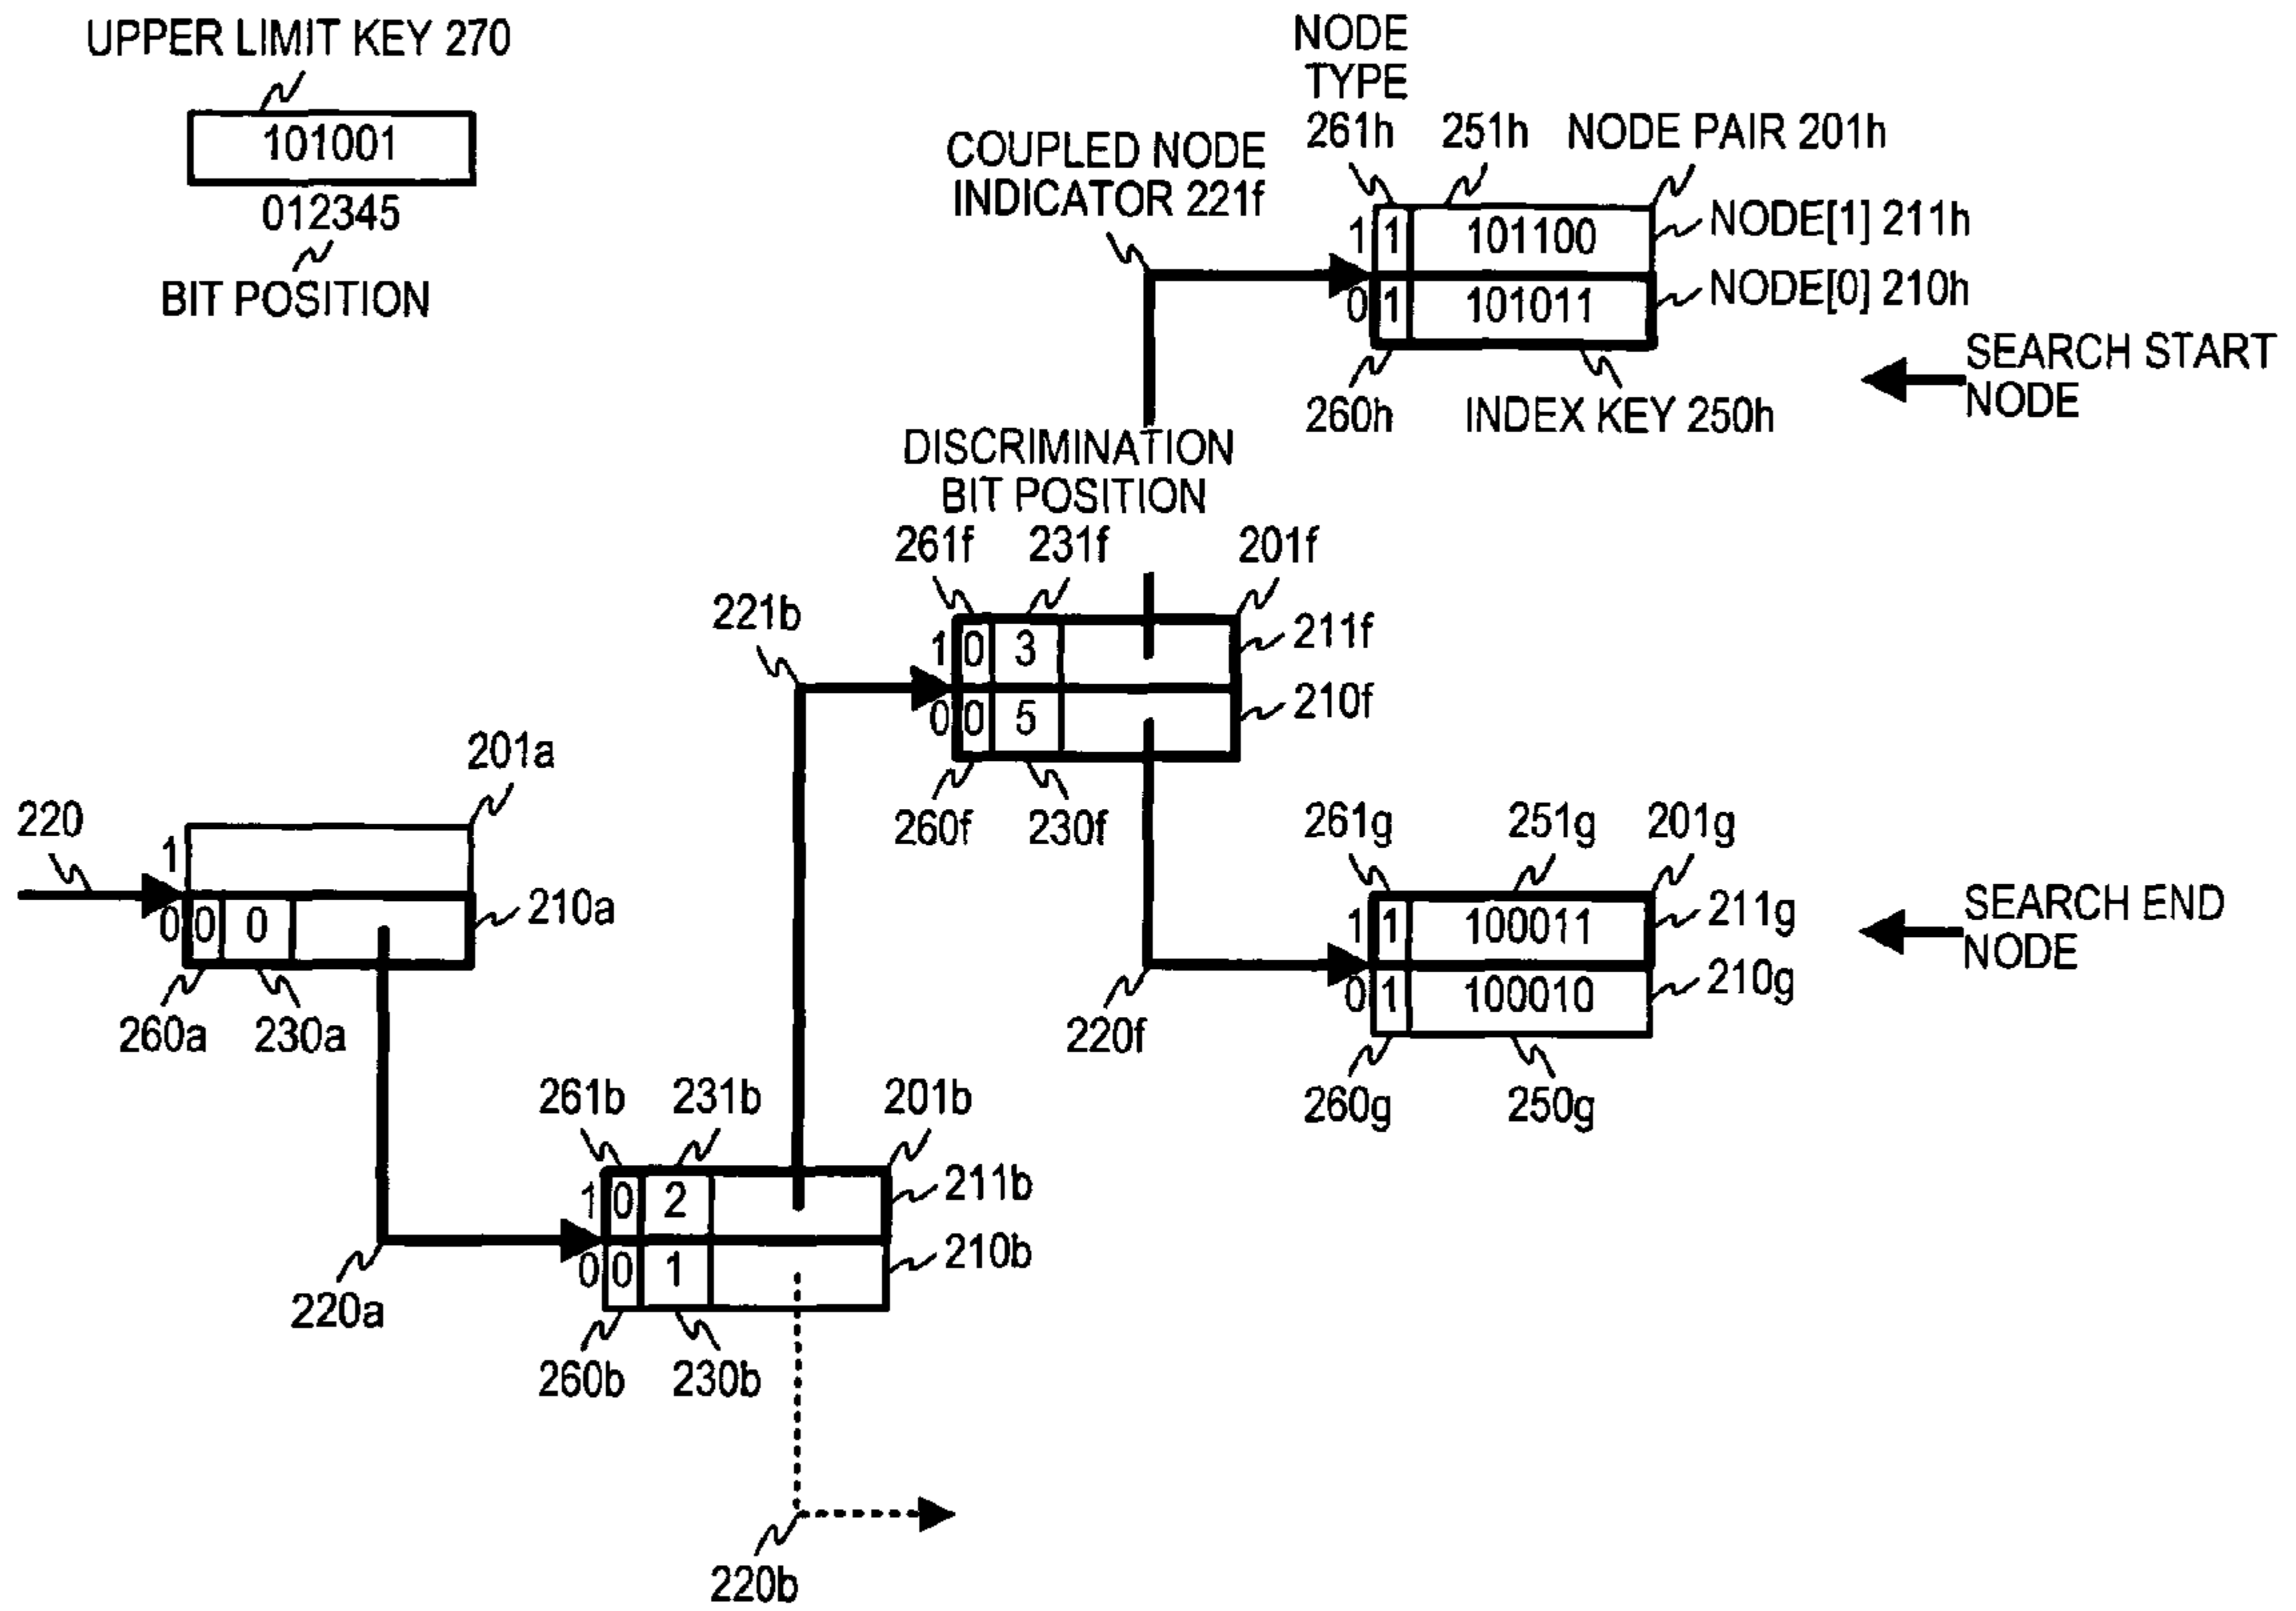 UPPER LIMIT KEY 270
101001
012345
BIT POSITION
NODE
TYPE
261h
251h
NODE PAIR 201h
COUPLED NODE
INDICATOR 221f
1
1
101100
NODE[1] 211h
0
1
101011
NODE[0] 210h
SEARCH START
NODE
260h
INDEX KEY 250h
DISCRIMINATION
BIT POSITION
261f
231f
201f
221b
1
0
3
211f
0
0
5
210f
260f
230f
201a
220
1
0
0
0
210a
260a
230a
261g
251g
201g
1
1
100011
211g
SEARCH END
NODE
0
1
100010
210g
220f
260g
250g
261b
231b
201b
1
0
2
211b
0
0
1
210b
220a
260b
230b
220b